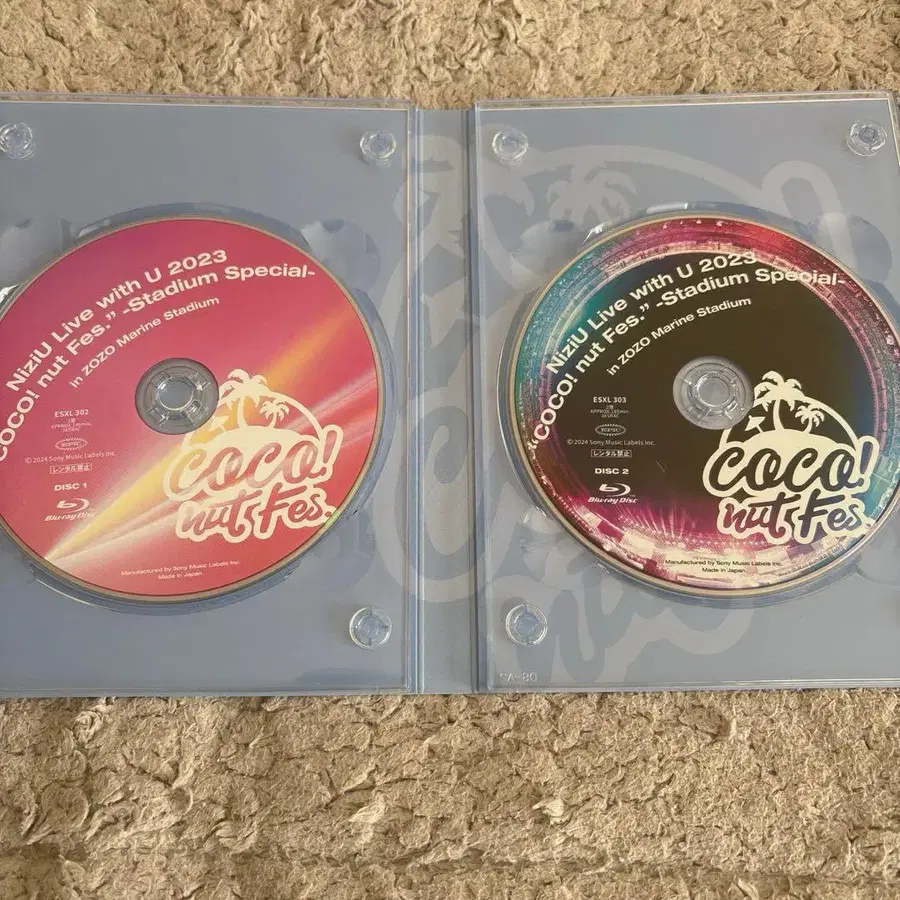 NiziU Live with U 2023
"COCO! nut Fes." -Stadium Special-
in ZOZO Marine Stadium
ESXL 302
JASRAC
EPIC
©2024 Sony Music Labels Inc.
レンタル禁止
DISC 1
Blu-ray Disc
COCO!
nut Fes.
Manufactured by Sony Music Labels Inc.
Made in Japan.
NiziU Live with U 2023
"COCO! nut Fes." -Stadium Special-
in ZOZO Marine Stadium
ESXL 303
JASRAC
EPIC
©2024 Sony Music Labels Inc.
レンタル禁止
DISC 2
Blu-ray Disc
COCO!
nut Fes.
Manufactured by Sony Music Labels Inc.
Made in Japan.